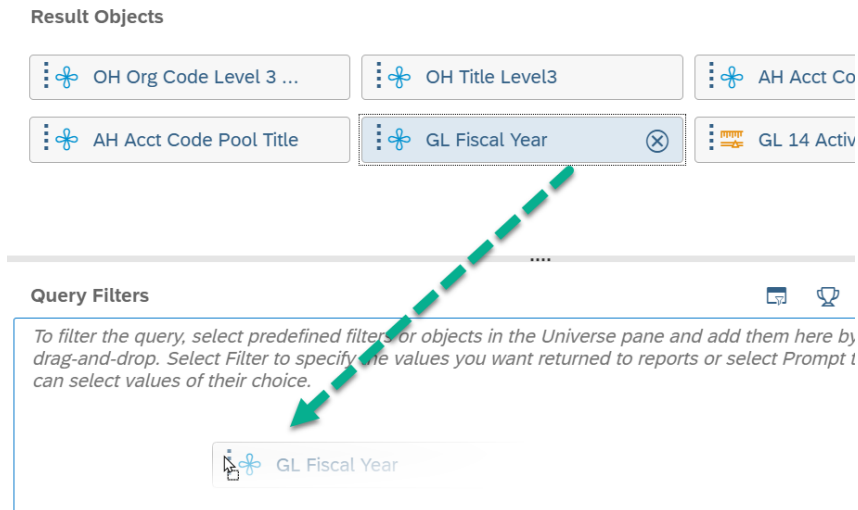 Result Objects
OH Org Code Level 3 ...
OH Title Level3
AH Acct Co
AH Acct Code Pool Title
GL Fiscal Year
GL 14 Activ
Query Filters
To filter the query, select predefined filters or objects in the Universe pane and add them here by
drag-and-drop. Select Filter to specify the values you want returned to reports or select Prompt t
can select values of their choice.
GL Fiscal Year